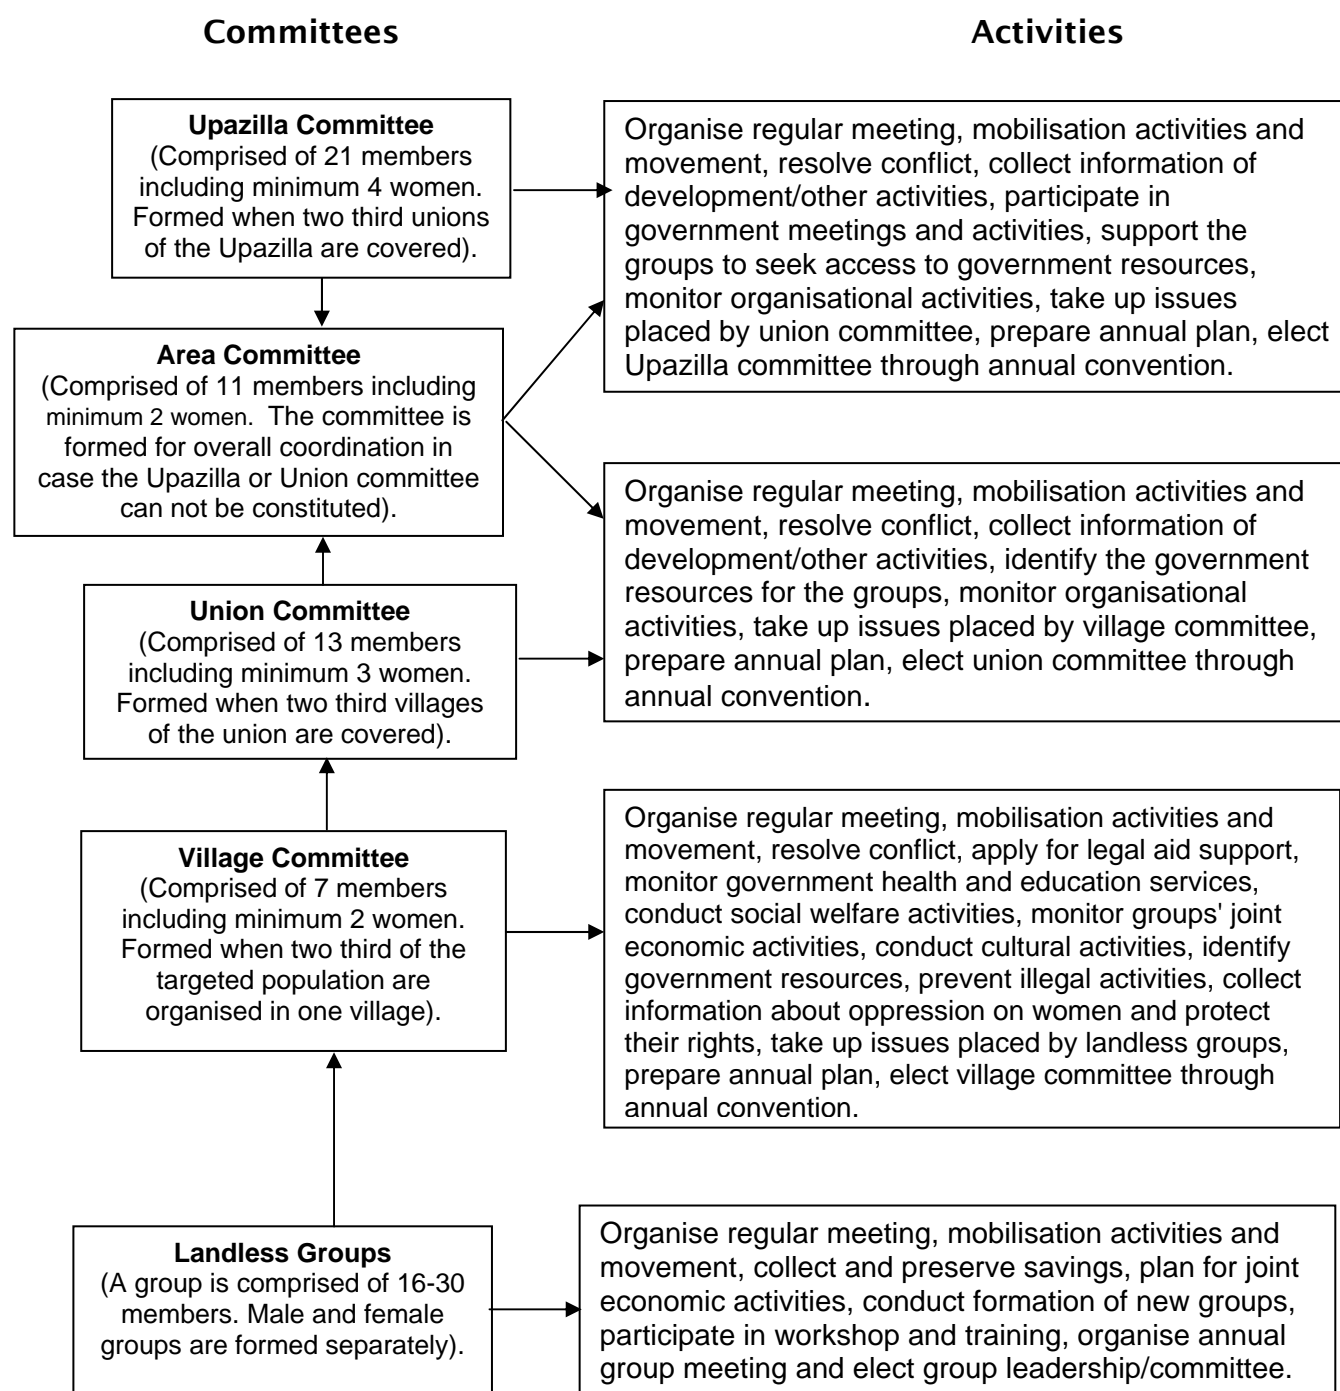 Committees
Activities
Upazilla Committee
(Comprised of 21 members
including minimum 4 women.
Formed when two third unions
of the Upazilla are covered).
Organise regular meeting, mobilisation activities and
movement, resolve conflict, collect information of
development/other activities, participate in
government meetings and activities, support the
groups to seek access to government resources,
monitor organisational activities, take up issues
placed by union committee, prepare annual plan, elect
Upazilla committee through annual convention.
Area Committee
(Comprised of 11 members including
minimum 2 women.  The committee is
formed for overall coordination in
case the Upazilla or Union committee
can not be constituted).
Organise regular meeting, mobilisation activities and
movement, resolve conflict, collect information of
development/other activities, identify the government
resources for the groups, monitor organisational
activities, take up issues placed by village committee,
prepare annual plan, elect union committee through
annual convention.
Union Committee
(Comprised of 13 members
including minimum 3 women.
Formed when two third villages
of the union are covered).
Village Committee
(Comprised of 7 members
including minimum 2 women.
Formed when two third of the
targeted population are
organised in one village).
Organise regular meeting, mobilisation activities and
movement, resolve conflict, apply for legal aid support,
monitor government health and education services,
conduct social welfare activities, monitor groups' joint
economic activities, conduct cultural activities, identify
government resources, prevent illegal activities, collect
information about oppression on women and protect
their rights, take up issues placed by landless groups,
prepare annual plan, elect village committee through
annual convention.
Landless Groups
(A group is comprised of 16-30
members. Male and female
groups are formed separately).
Organise regular meeting, mobilisation activities and
movement, collect and preserve savings, plan for joint
economic activities, conduct formation of new groups,
participate in workshop and training, organise annual
group meeting and elect group leadership/committee.